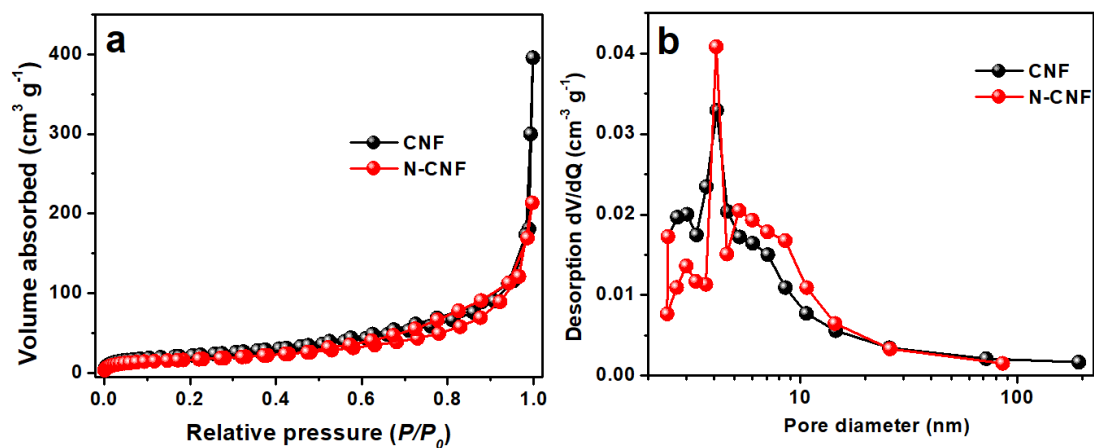 a
Volume absorbed (cm³ g⁻¹)
400
300
200
100
0
CNF
N-CNF
0.0 0.2 0.4 0.6 0.8 1.0
Relative pressure (P/P₀)
b
Desorption dV/dQ (cm⁻³ g⁻¹)
0.04
0.03
0.02
0.01
0.00
CNF
N-CNF
10 100
Pore diameter (nm)